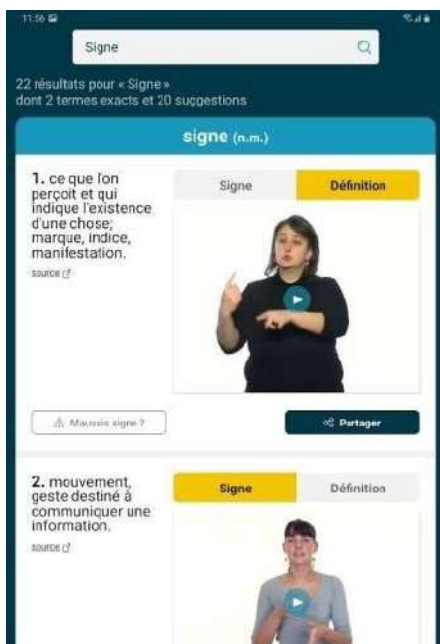 11:56
Signe
22 résultats pour « Signe »
dont 2 termes exacts et 20 suggestions
signe (n.m.)
1. ce que l'on
perçoit et qui
indique l'existence
d'une chose;
marque, indice,
manifestation.
source
Signe
Définition
Mauvais signe ?
Partager
2. mouvement,
geste destiné à
communiquer une
information.
source
Signe
Définition